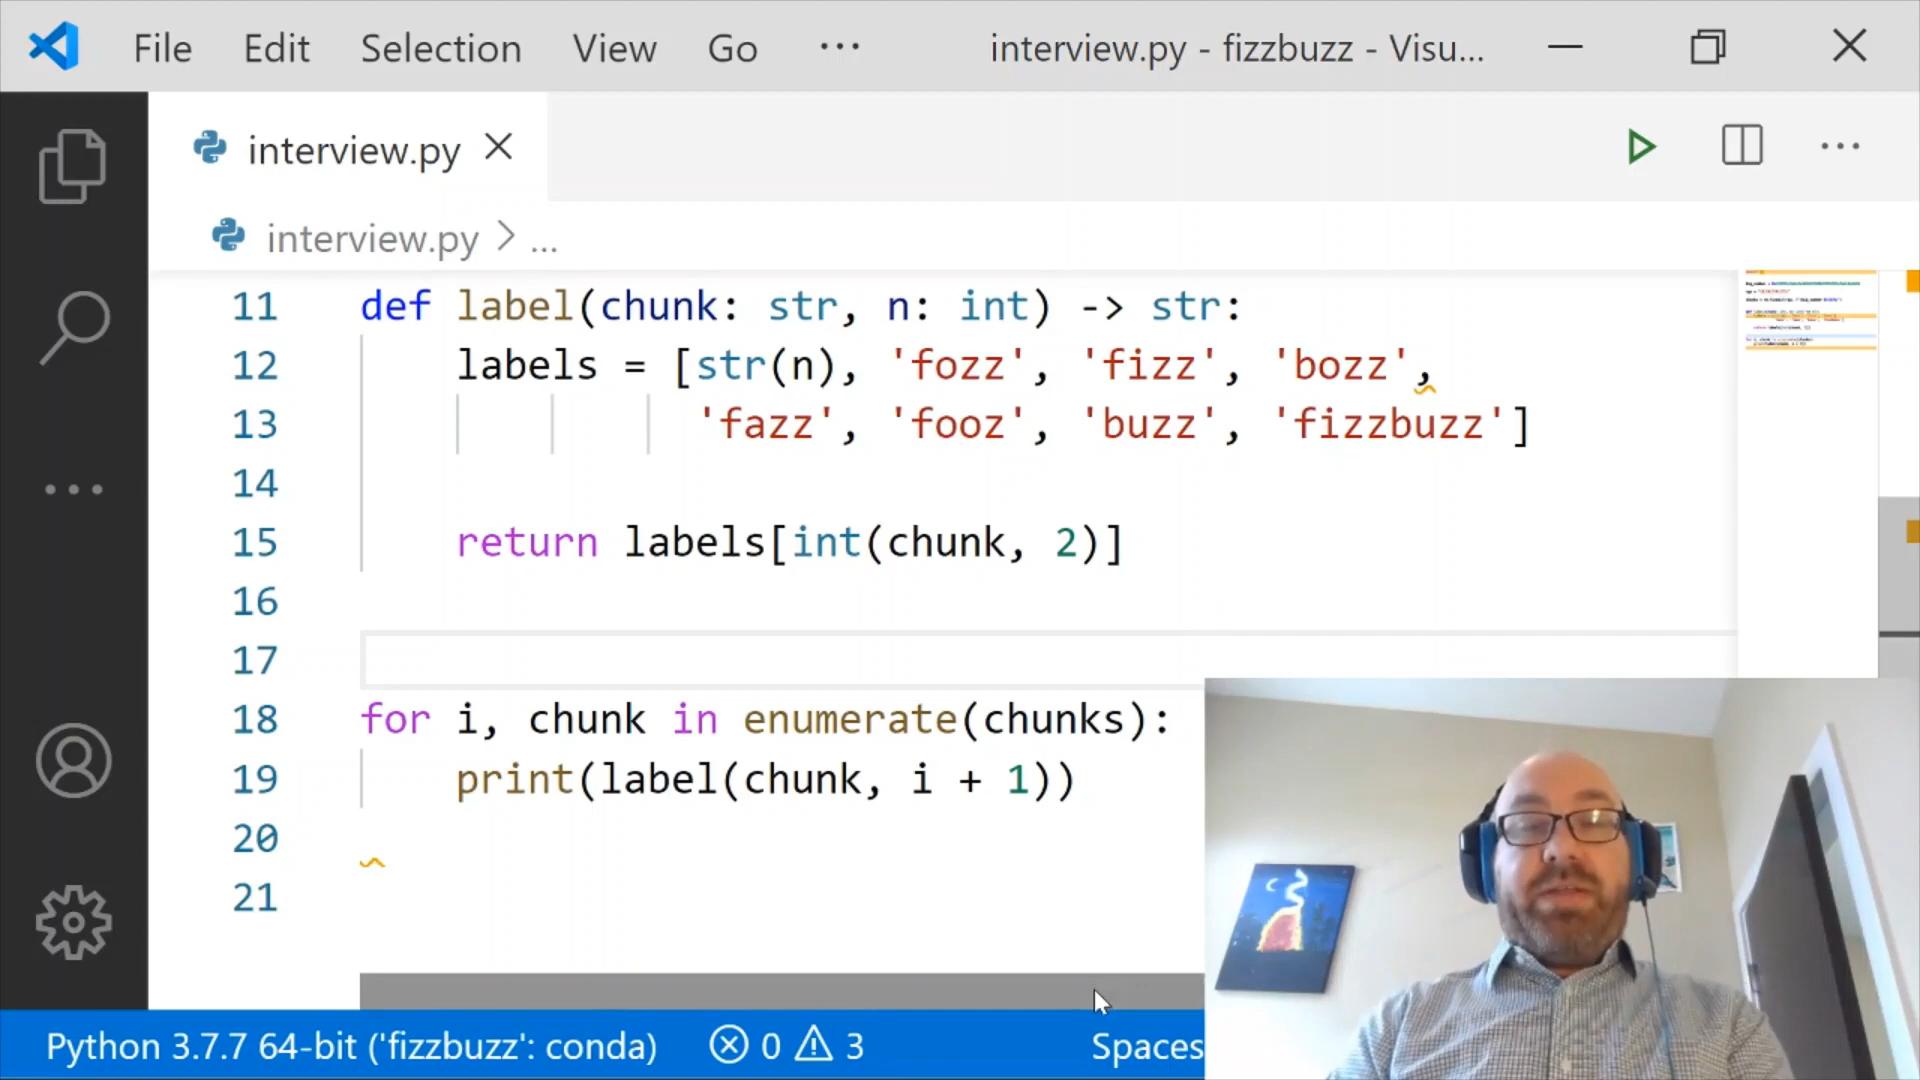 File Edit Selection View Go ... interview.py - fizzbuzz - Visu...
interview.py
interview.py > ...
11 def label(chunk: str, n: int) -> str:
12 labels = [str(n), 'fozz', 'fizz', 'bozz',
13 'fazz', 'fooz', 'buzz', 'fizzbuzz']
14
15 return labels[int(chunk, 2)]
16
17
18 for i, chunk in enumerate(chunks):
19 print(label(chunk, i + 1))
20
21
Python 3.7.7 64-bit ('fizzbuzz': conda) 0 3 Spaces